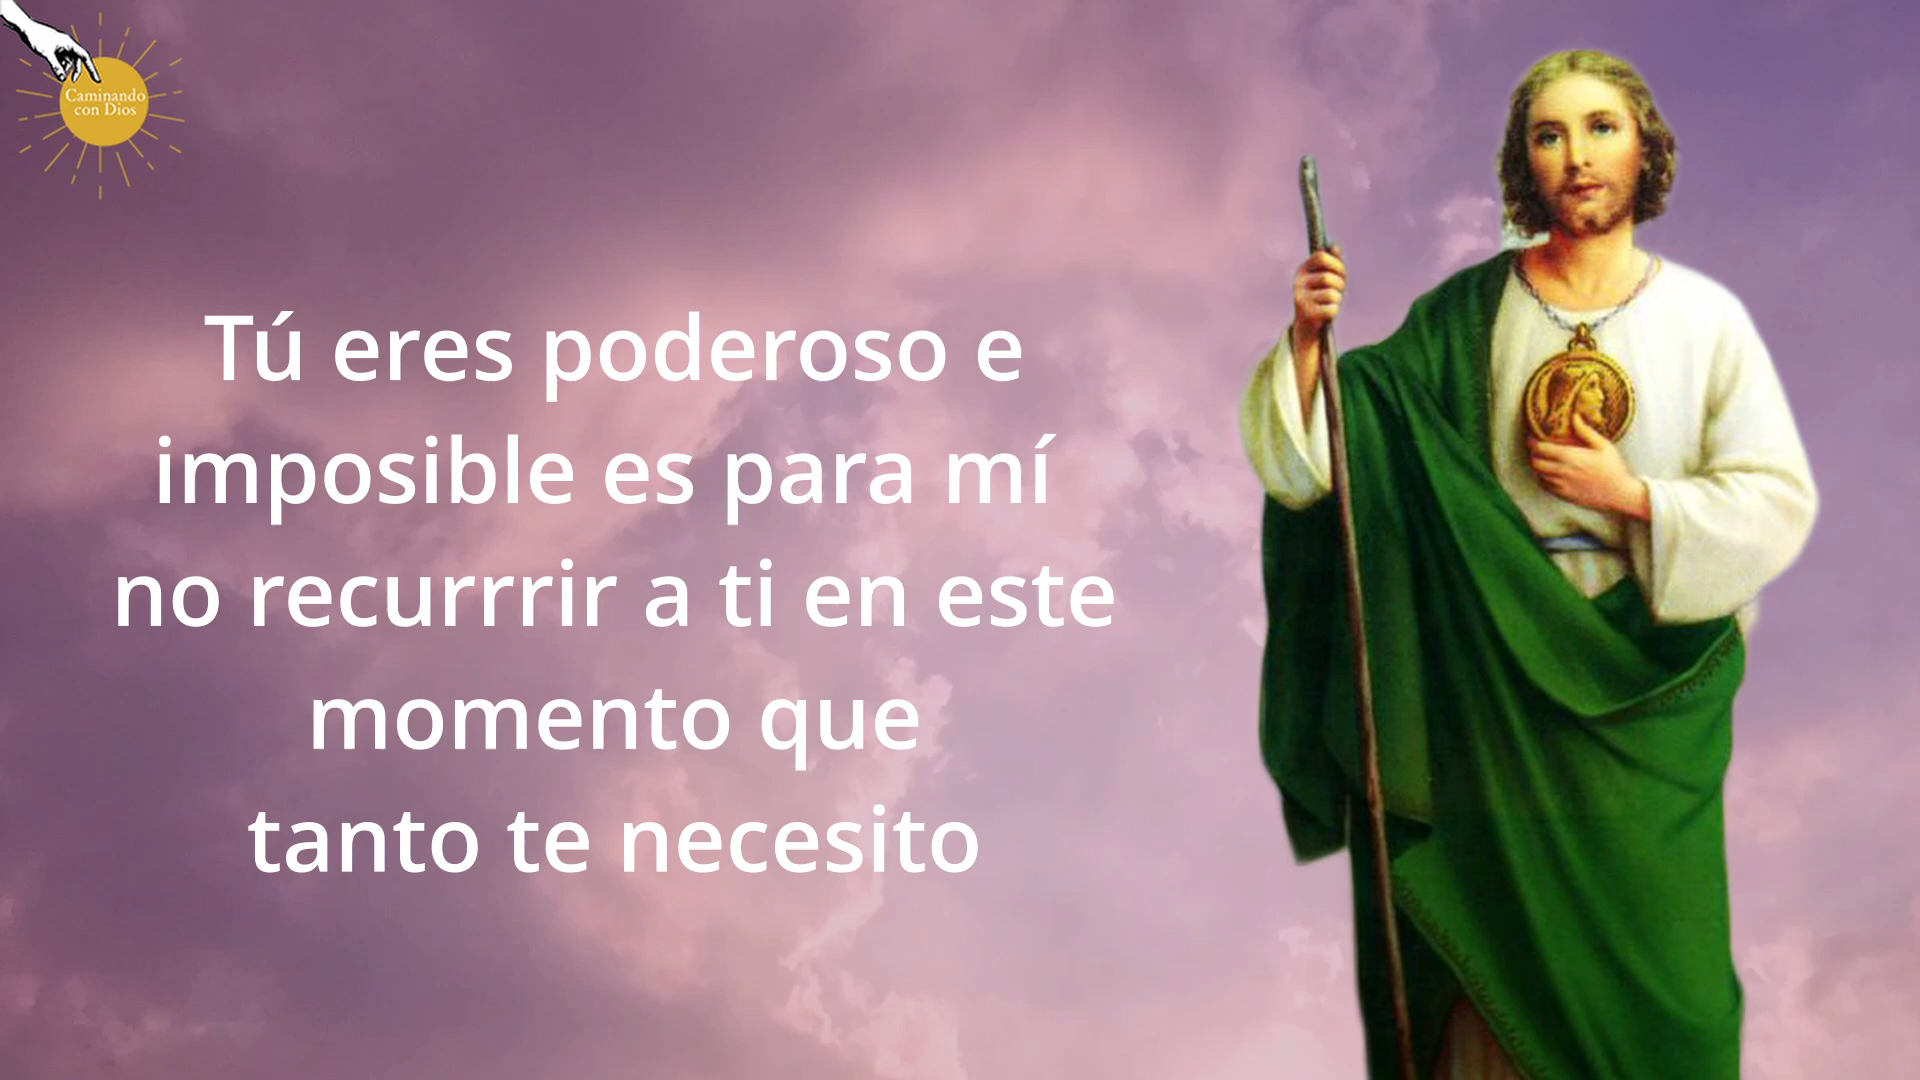 Caminando
con Dios
Tú eres poderoso e
imposible es para mí
no recurrrir a ti en este
momento que
tanto te necesito